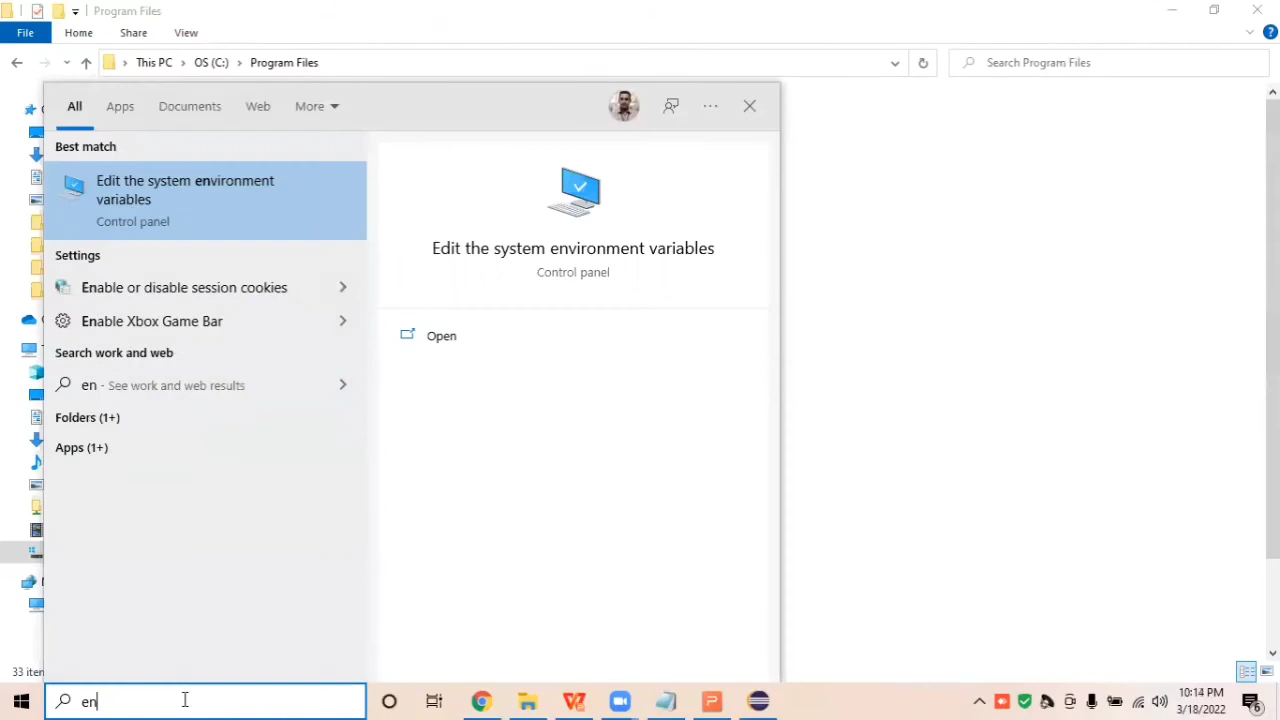 Program Files
File Home Share View
This PC OS (C:) Program Files
Search Program Files
All Apps Documents Web More
Best match
Edit the system environment
variables
Control panel
Settings
Enable or disable session cookies
Enable Xbox Game Bar
Search work and web
en - See work and web results
Folders (1+)
Apps (1+)
Edit the system environment variables
Control panel
Open
33
en
10:14 PM
3/18/2022
6